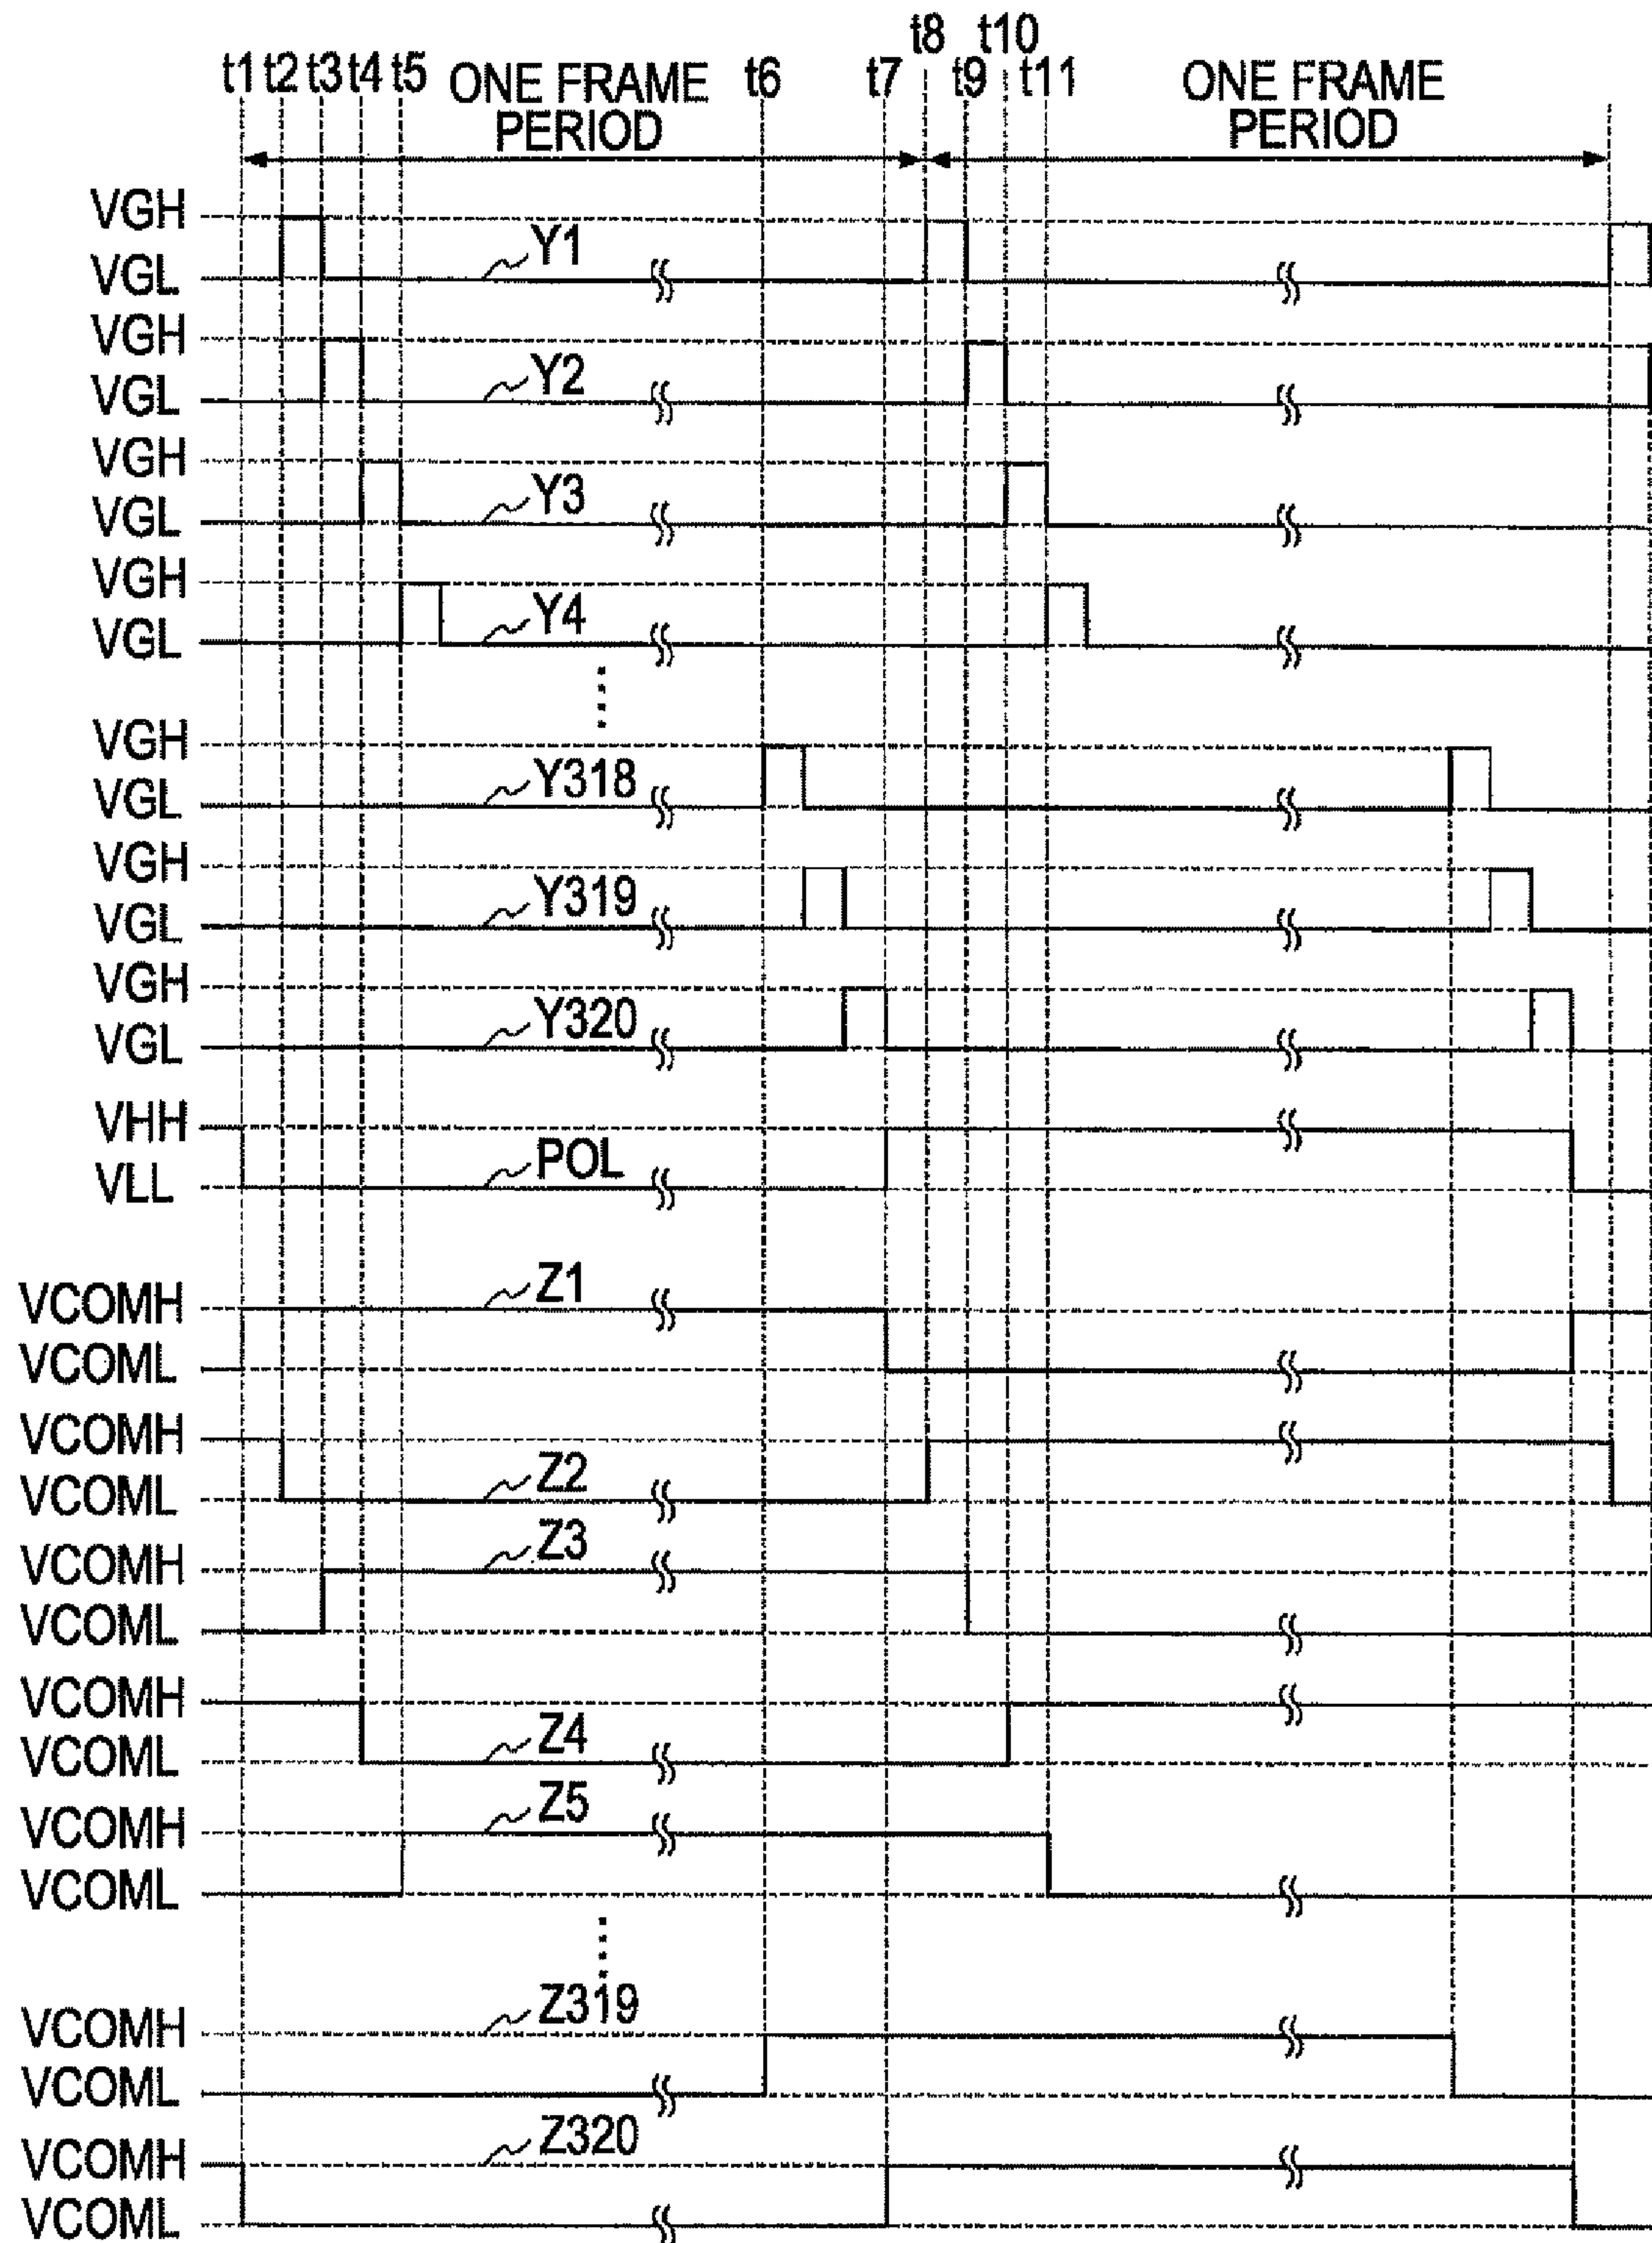 t8 t10
t1 t2 t3 t4 t5 ONE FRAME PERIOD t6 t7 t9 t11 ONE FRAME PERIOD
VGH
VGL Y1
VGH
VGL Y2
VGH
VGL Y3
VGH
VGL Y4
VGH
VGL Y318
VGH
VGL Y319
VGH
VGL Y320
VHH
VLL POL
VCOMH Z1
VCOML
VCOMH
VCOML Z2
VCOMH Z3
VCOML
VCOMH
VCOML Z4
VCOMH Z5
VCOML
VCOMH Z319
VCOML
VCOMH Z320
VCOML